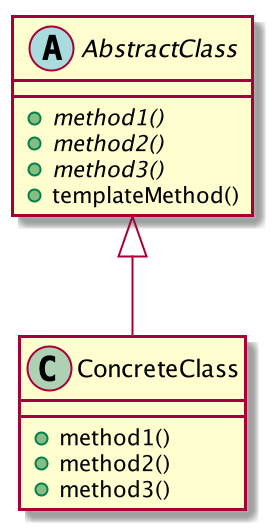 A AbstractClass
method1()
method2()
method3()
templateMethod()
C ConcreteClass
method1()
method2()
method3()